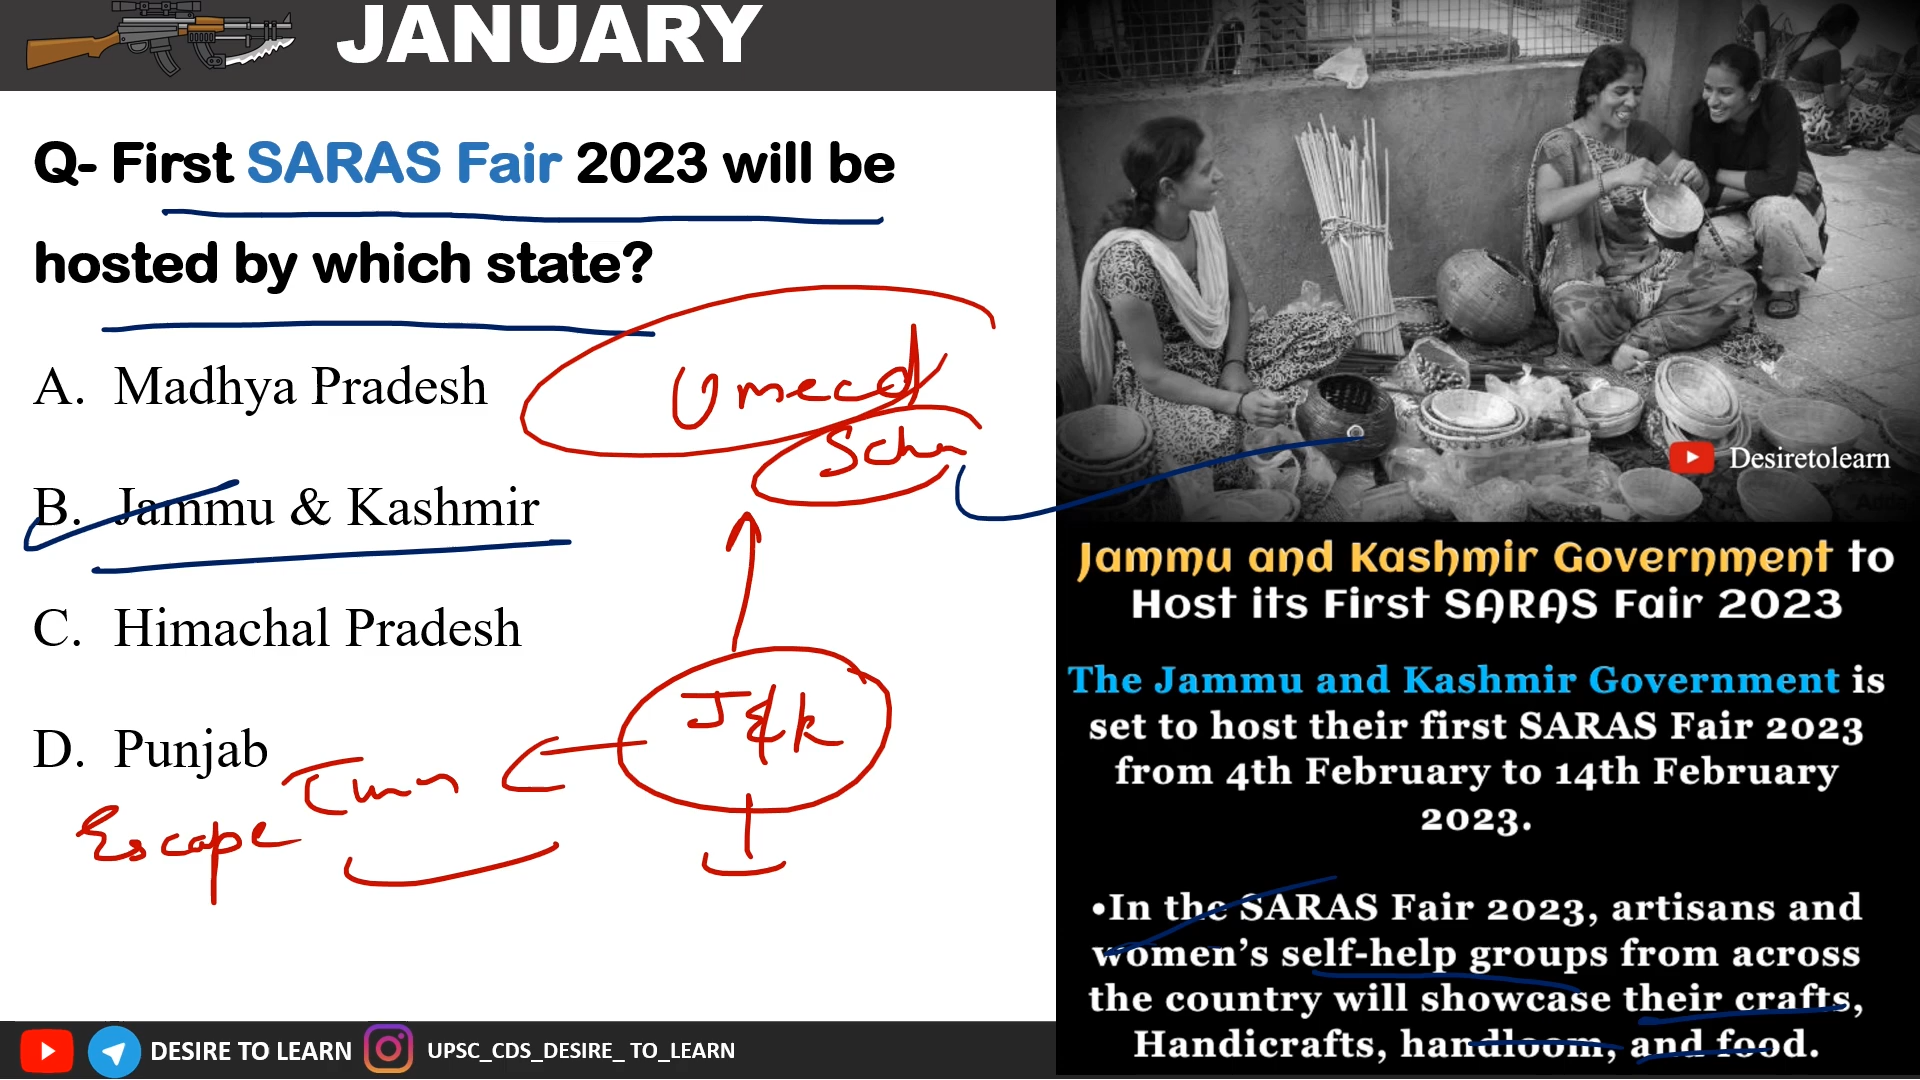 JANUARY
Q- First SARAS Fair 2023 will be
hosted by which state?
A. Madhya Pradesh
B. Jammu & Kashmir
C. Himachal Pradesh
D. Punjab
Umeed
J&k
Escape
Desiretolearn
Jammu and Kashmir Government to
Host its First SARAS Fair 2023
The Jammu and Kashmir Government is
set to host their first SARAS Fair 2023
from 4th February to 14th February
2023.
•In the SARAS Fair 2023, artisans and
women's self-help groups from across
the country will showcase their crafts,
Handicrafts, handloom, and food.
DESIRE TO LEARN
UPSC_CDS_DESIRE_ TO_LEARN